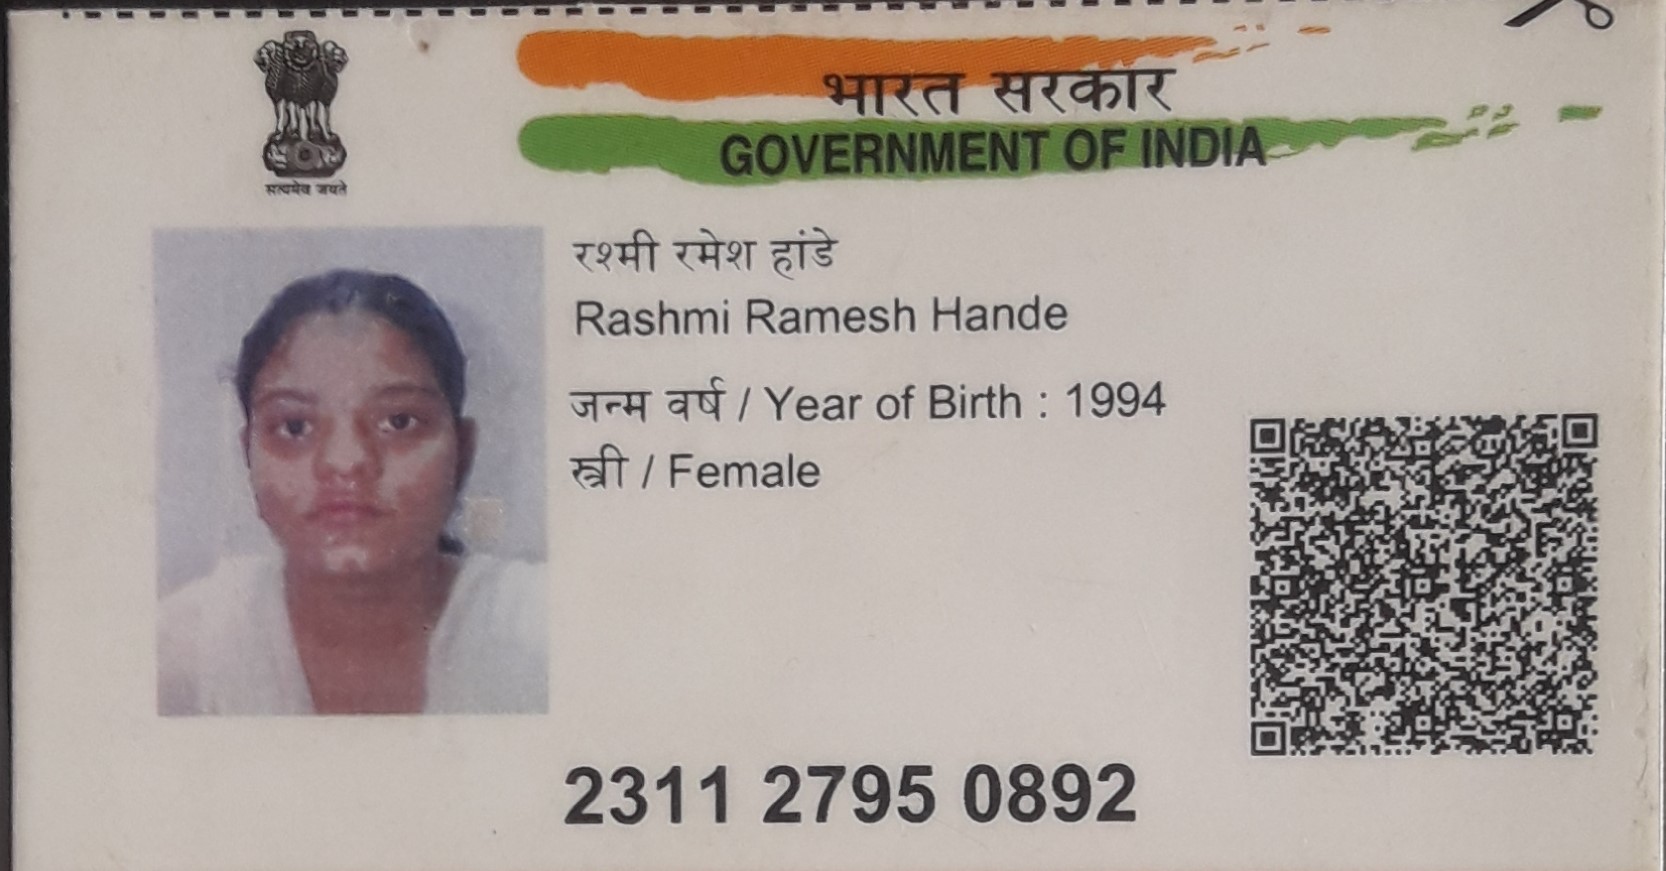 भारत सरकार
GOVERNMENT OF INDIA
सत्यमेव जयते
रश्मी रमेश हांडे
Rashmi Ramesh Hande
जन्म वर्ष / Year of Birth : 1994
स्त्री / Female
2311 2795 0892